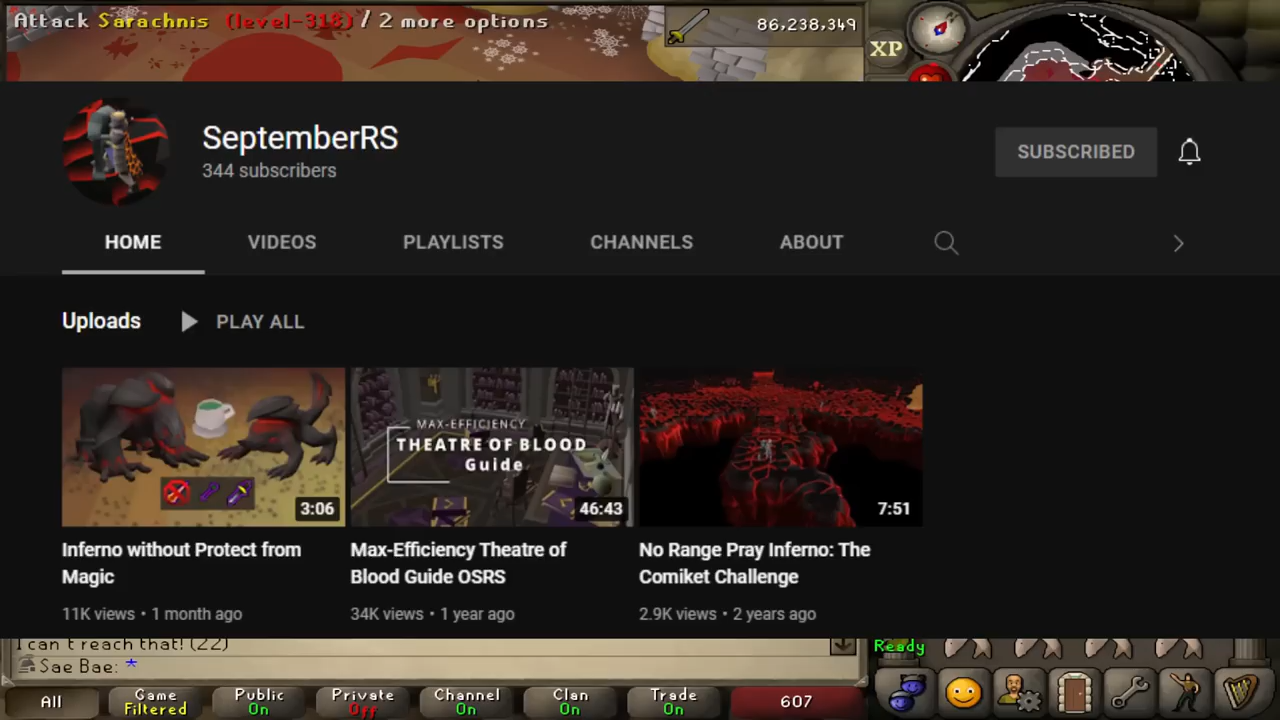 Attack Sarachnis (level-318) / 2 more options
86,238,349
XP
SeptemberRS
344 subscribers
SUBSCRIBED
HOME VIDEOS PLAYLISTS CHANNELS ABOUT
Uploads PLAY ALL
3:06
MAX-EFFICIENCY
THEATRE OF BLOOD
Guide
46:43
7:51
Inferno without Protect from
Magic
11K views • 1 month ago
Max-Efficiency Theatre of
Blood Guide OSRS
34K views • 1 year ago
No Range Pray Inferno: The
Comiket Challenge
2.9K views • 2 years ago
I can't reach that! (22)
Sae Bae: *
Ready
All
Game
Filtered
Public
On
Private
Off
Channel
On
Clan
On
Trade
On
607